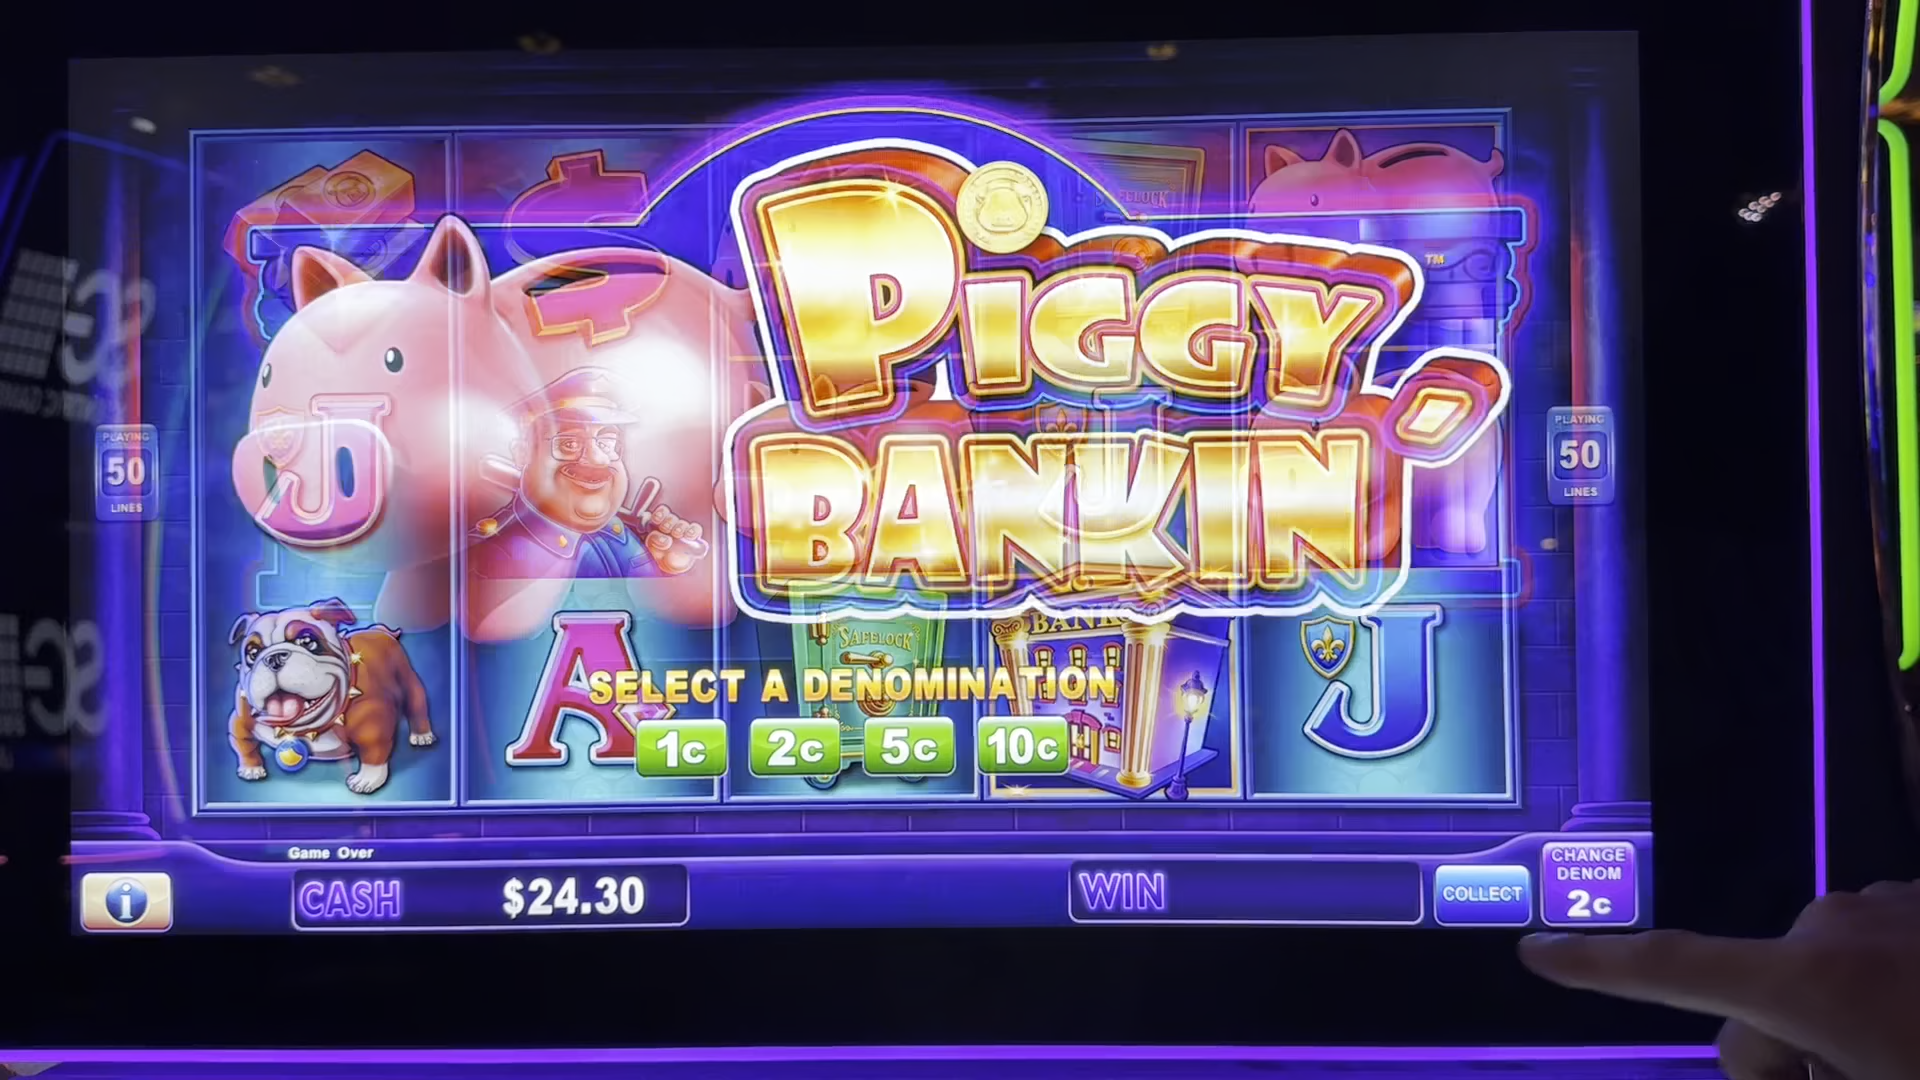 PIGGY
BANKIN'
TM
PLAYING
50
LINES
PLAYING
50
LINES
J
J
SAFELOCK
BANK
A
J
SELECT A DENOMINATION
1c
2c
5c
10c
Game Over
i
CASH
$24.30
WIN
COLLECT
CHANGE
DENOM
2c